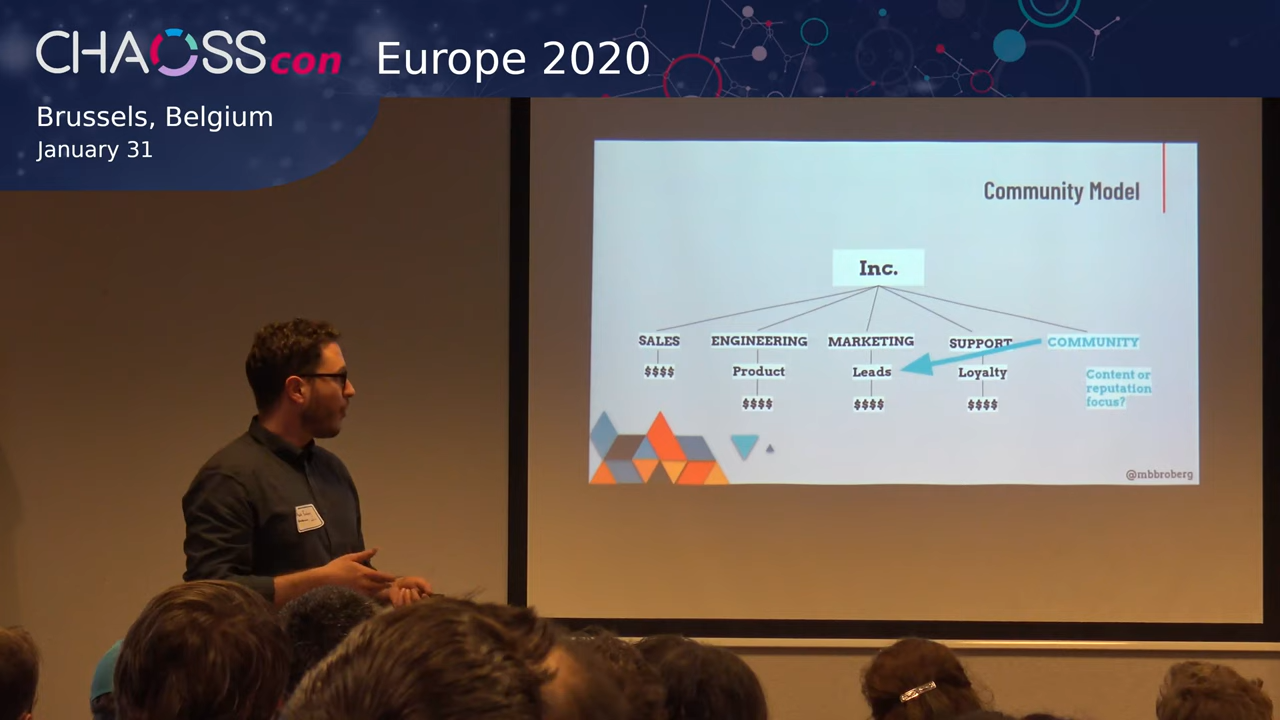 CHAOSScon Europe 2020
Brussels, Belgium
January 31
Community Model
Inc.
SALES ENGINEERING MARKETING SUPPORT COMMUNITY
$$$$ Product Leads Loyalty Content or
reputation
focus?
$$$$ $$$$ $$$$
@mbbroberg